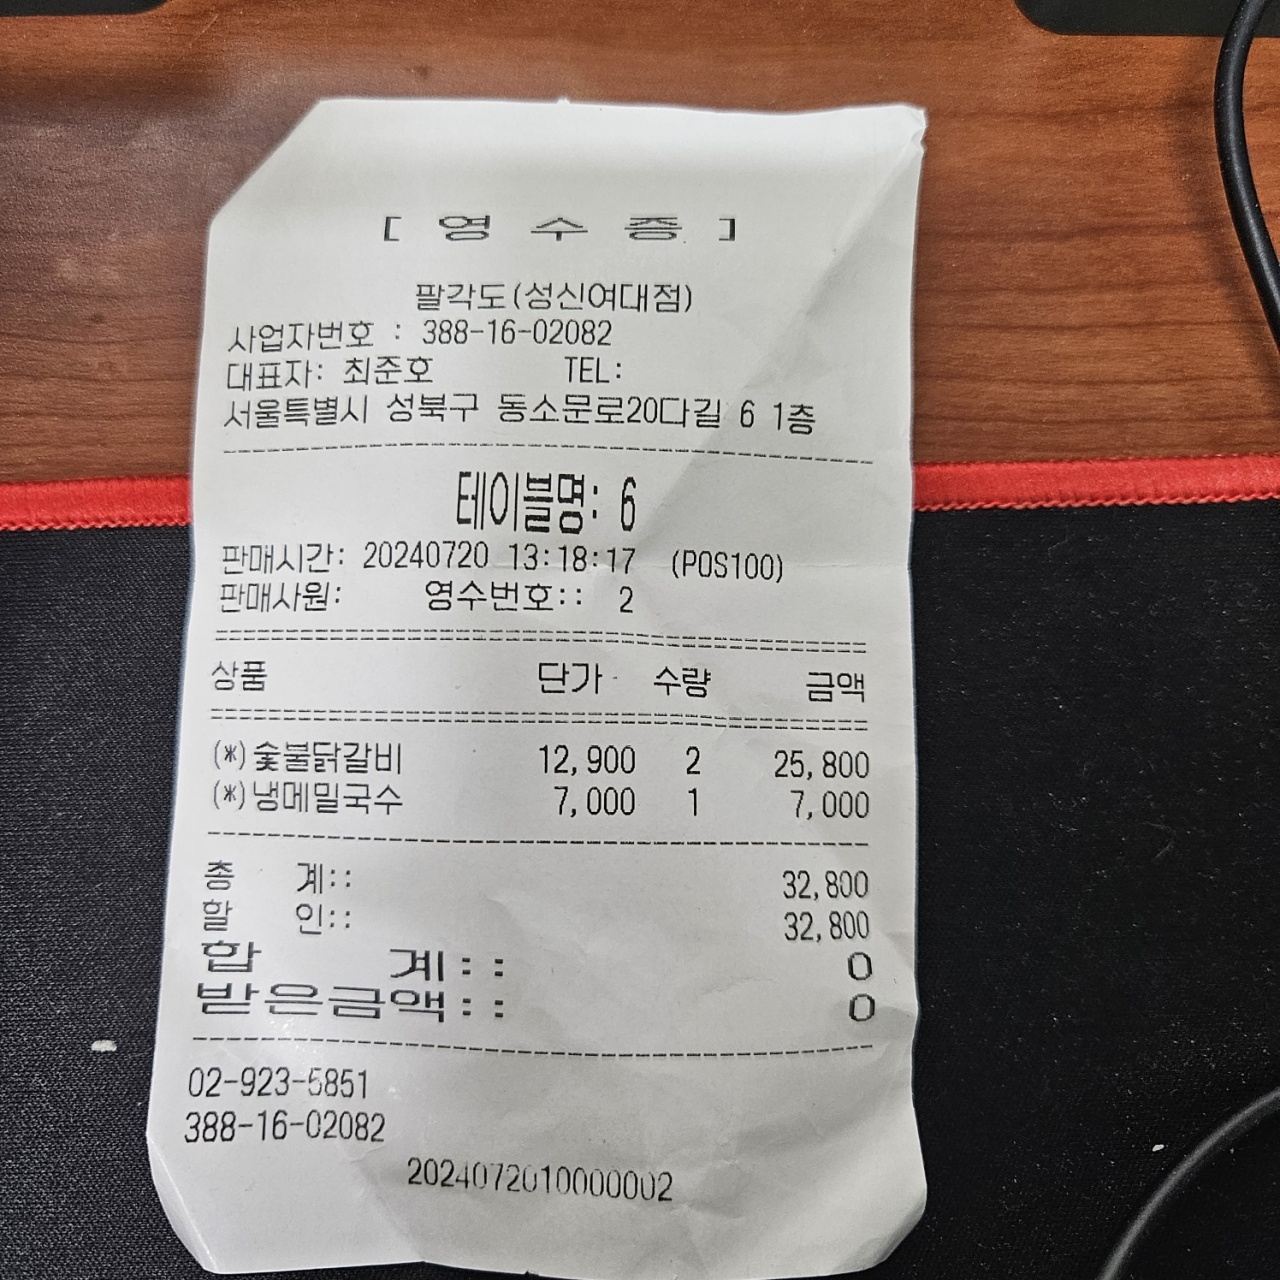 [ 영 수 증 ]
팔각도(성신여대점)
사업자번호 : 388-16-02082
대표자: 최준호 TEL:
서울특별시 성북구 동소문로20다길 6 1층
테이블명: 6
판매시간: 20240720 13:18:17 (POS100)
판매사원: 영수번호:: 2
상품 단가 수량 금액
(*)숯불닭갈비 12,900 2 25,800
(*)냉메밀국수 7,000 1 7,000
총 계:: 32,800
할 인:: 32,800
합 계:: 0
받은금액:: 0
02-923-5851
388-16-02082
2024072010000002